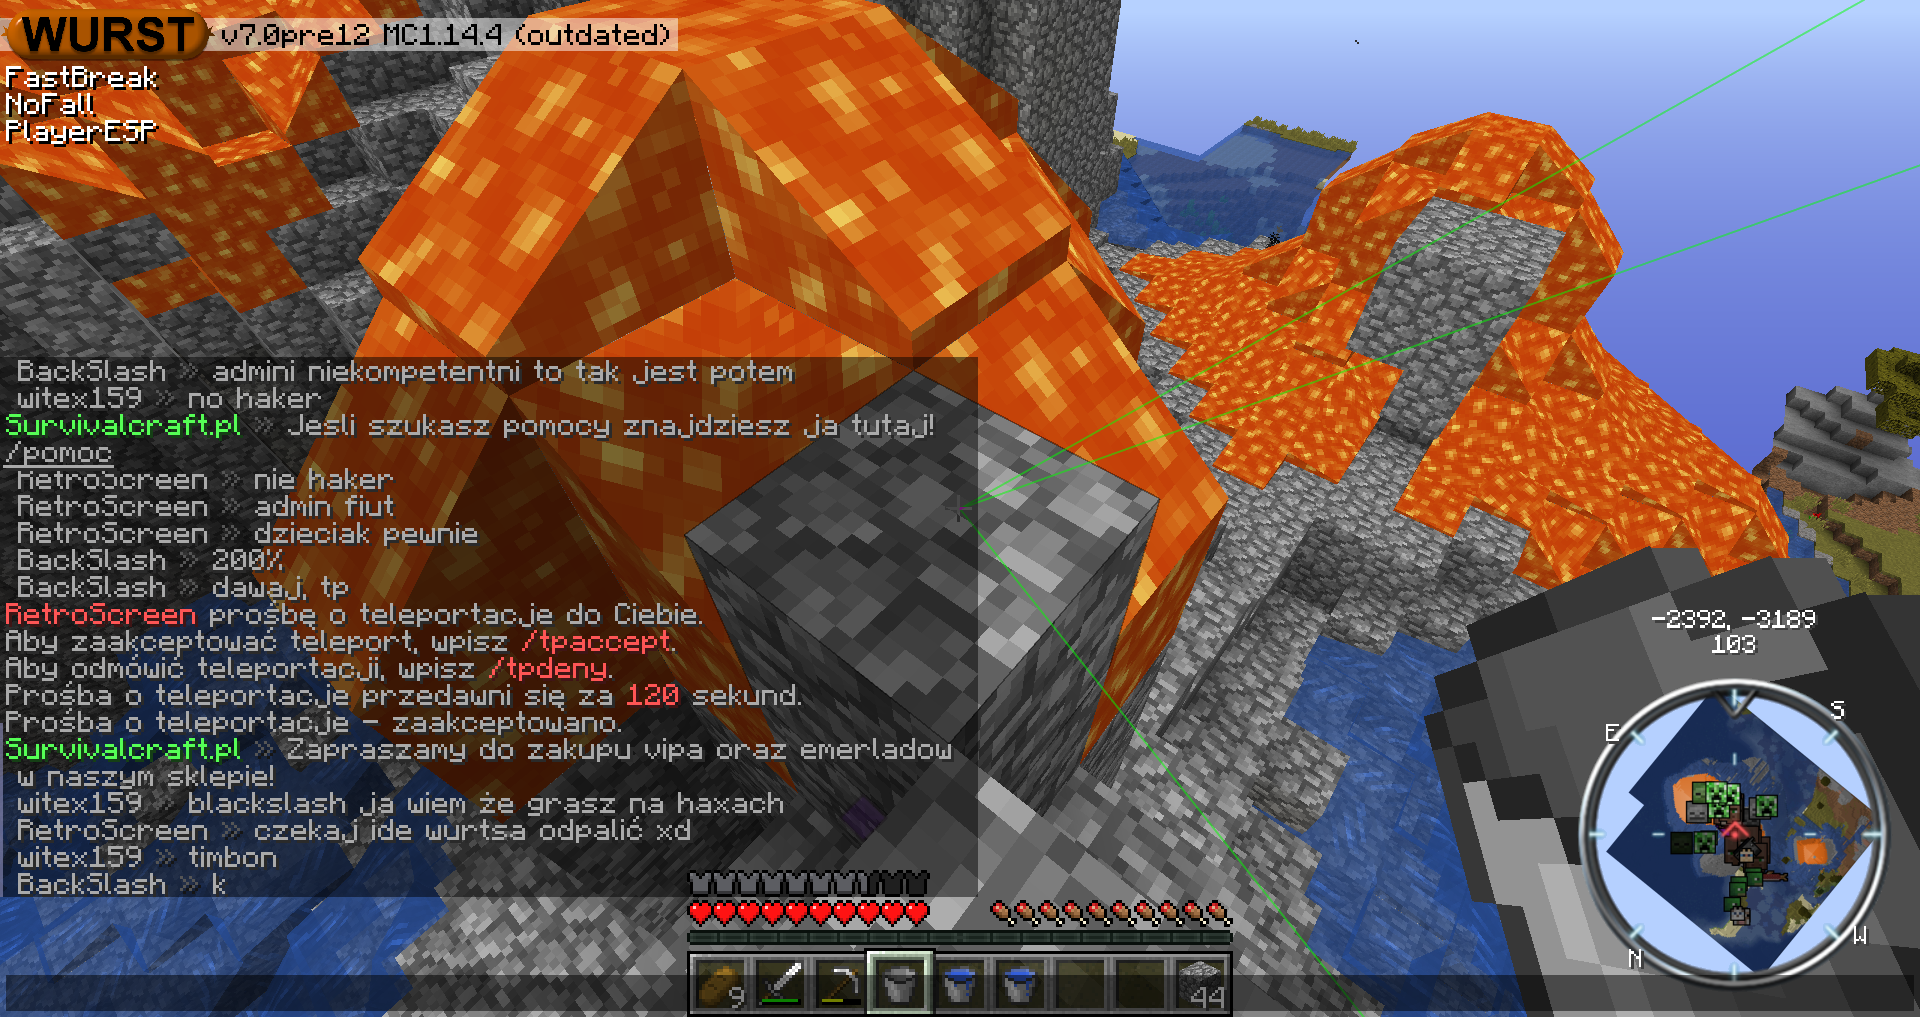 WURST v7.0pre12 MC1.14.4 (outdated)
FastBreak
NoFall
PlayerESP
BackSlash » admini niekompetentni to tak jest potem
witex159 » no haker
Survivalcraft.pl » Jesli szukasz pomocy znajdziesz ja tutaj!
/pomoc
RetroScreen » nie haker
RetroScreen » admin fiut
RetroScreen » dzieciak pewnie
BackSlash » 200%
BackSlash » dawaj, tp
RetroScreen prośbę o teleportacje do Ciebie.
Aby zaakceptować teleport, wpisz /tpaccept.
Aby odmówić teleportacji, wpisz /tpdeny.
Prośba o teleportacje przedawni się za 120 sekund.
Prośba o teleportacje - zaakceptowano.
Survivalcraft.pl » Zapraszamy do zakupu vipa oraz emerladow
w naszym sklepie!
witex159 » blackslash ja wiem że grasz na haxach
RetroScreen » czekaj ide wurtsa odpalić xd
witex159 » timbon
BackSlash » k
-2392, -3189
103
E
S
N
W
9
44